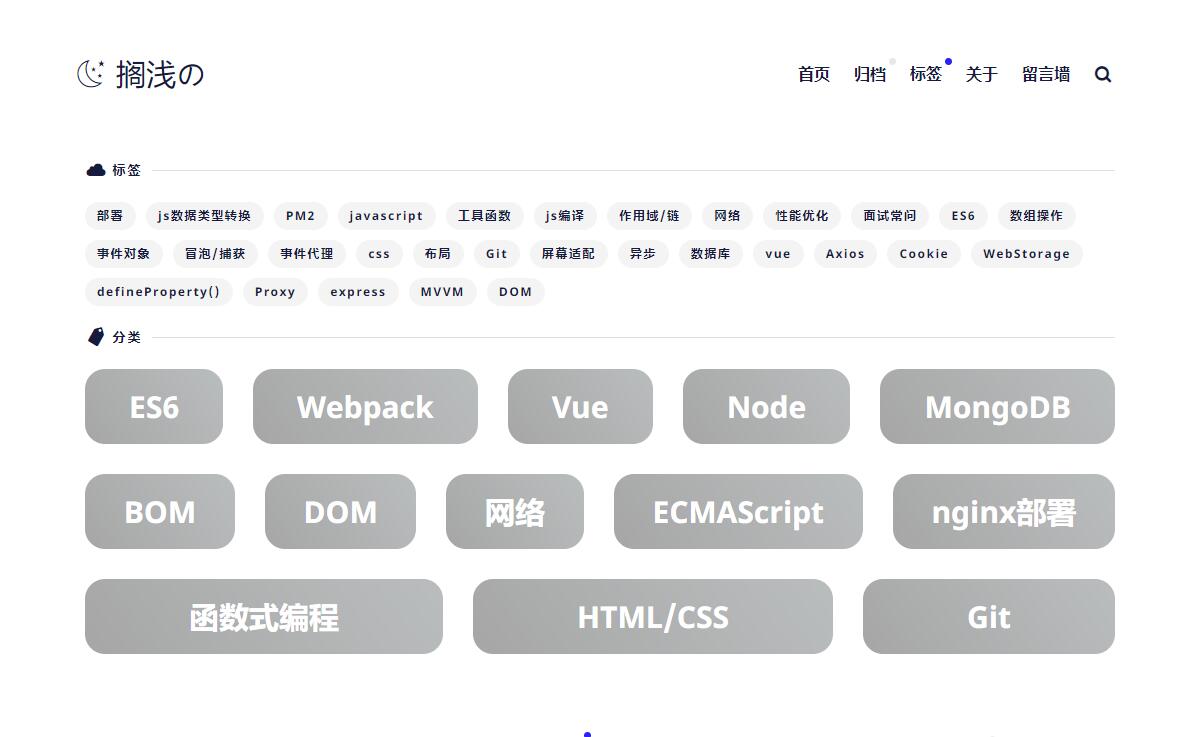 搁浅の
首页 归档 标签 关于 留言墙
标签
部署 js数据类型转换 PM2 javascript 工具函数 js编译 作用域/链 网络 性能优化 面试常问 ES6 数组操作
事件对象 冒泡/捕获 事件代理 css 布局 Git 屏幕适配 异步 数据库 vue Axios Cookie WebStorage
defineProperty() Proxy express MVVM DOM
分类
ES6 Webpack Vue Node MongoDB
BOM DOM 网络 ECMAScript nginx部署
函数式编程 HTML/CSS Git